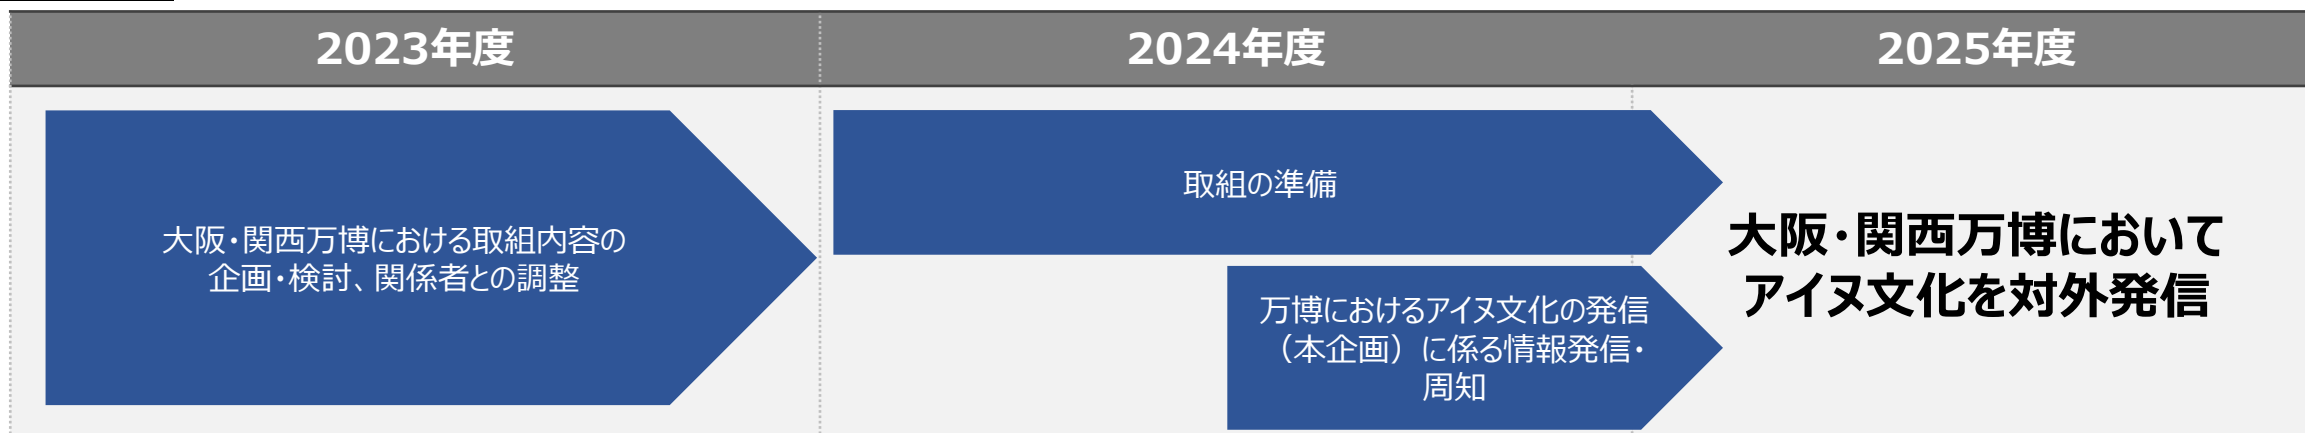 2023年度
2024年度
2025年度
大阪・関西万博における取組内容の
企画・検討、関係者との調整
取組の準備
万博におけるアイヌ文化の発信
（本企画）に係る情報発信・
周知
大阪・関西万博において
アイヌ文化を対外発信